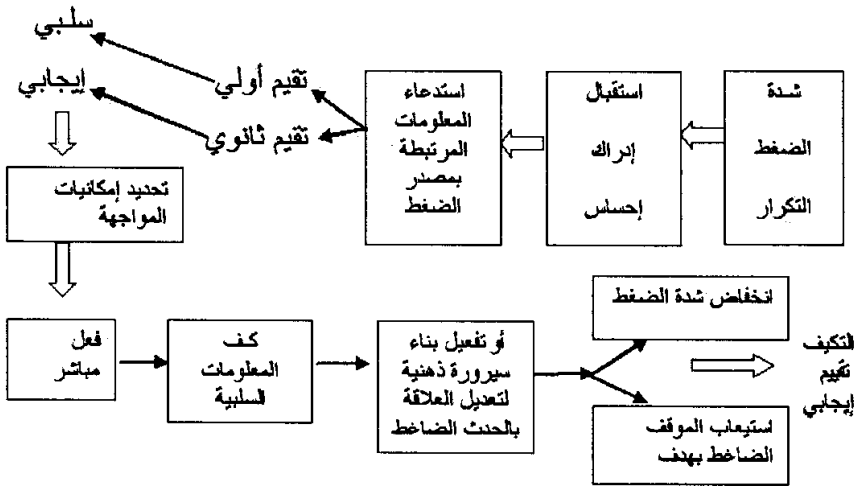 شدة
الضغط
التكرار
استقبال
إدراك
إحساس
استدعاء
المعلومات
المرتبطة
بمصدر
الضغط
تقيم أولي
تقيم ثانوي
سلبي
إيجابي
تحديد إمكانيات
المواجهة
فعل
مباشر
كف
المعلومات
السلبية
أو تفعيل بناء
سيرورة ذهنية
لتعديل العلاقة
بالحدث الضاغط
انخفاض شدة الضغط
استيعاب الموقف
الضاغط بهدف
التكيف
تقييم
إيجابي